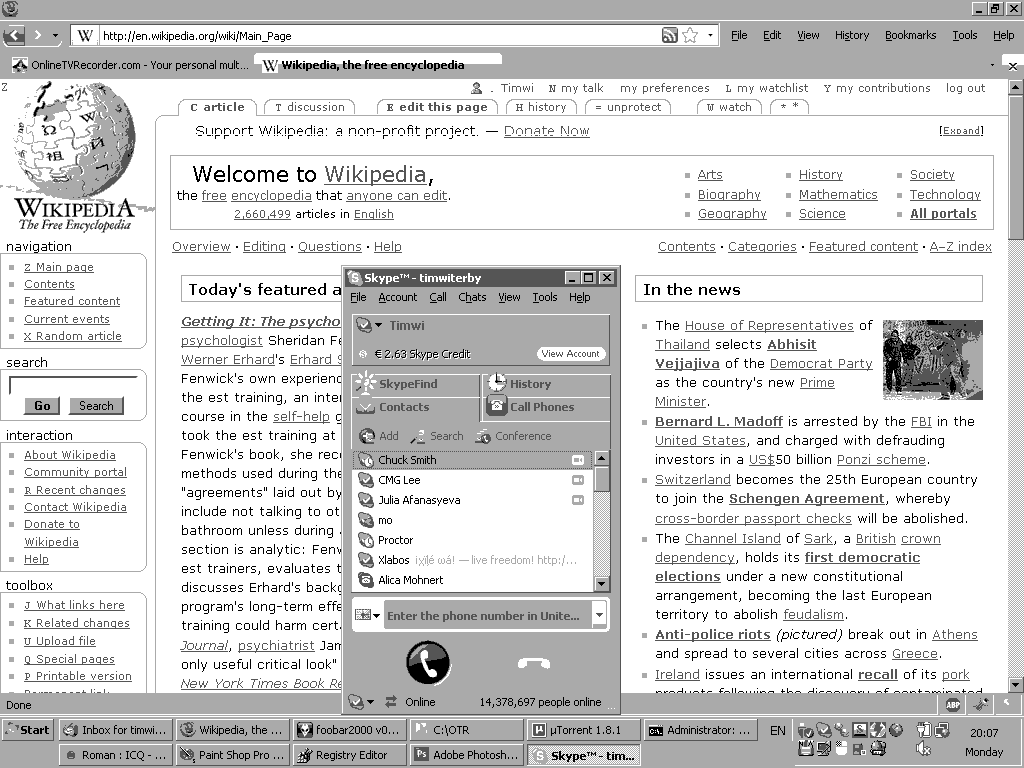 http://en.wikipedia.org/wiki/Main_Page
File Edit View History Bookmarks Tools Help
OnlineTVRecorder.com - Your personal mult...
Wikipedia, the free encyclopedia
Z
. Timwi N my talk my preferences L my watchlist Y my contributions log out
C article T discussion E edit this page H history = unprotect W watch * *
Support Wikipedia: a non-profit project. — Donate Now
[Expand]
WIKIPEDIA
The Free Encyclopedia
Welcome to Wikipedia,
the free encyclopedia that anyone can edit.
2,660,499 articles in English
Arts History Society
Biography Mathematics Technology
Geography Science All portals
Overview · Editing · Questions · Help
Contents · Categories · Featured content · A–Z index
navigation
Z Main page
Contents
Featured content
Current events
X Random article
search
Go Search
interaction
About Wikipedia
Community portal
R Recent changes
Contact Wikipedia
Donate to
Wikipedia
Help
toolbox
J What links here
K Related changes
U Upload file
Q Special pages
P Printable version
Permanent link
Today's featured a
Getting It: The psycho
psychologist Sheridan Fe
Werner Erhard's Erhard S
Fenwick's own experienc
the est training, an inter
course in the self-help g
took the est training at
Fenwick's book, she reco
methods used during the
"agreements" laid out by
include not talking to ot
bathroom unless during
section is analytic: Fenw
est trainers, evaluates t
discusses Erhard's backg
program's long-term effe
training could harm certa
Journal, psychiatrist Jam
only useful critical look"
New York Times Book Re
Skype™ - timwiterby
File Account Call Chats View Tools Help
Timwi
€ 2.63 Skype Credit View Account
SkypeFind History
Contacts Call Phones
Add Search Conference
Chuck Smith
CMG Lee
Julia Afanasyeva
mo
Proctor
Xlabos
— live freedom! http:/...
Alica Mohnert
Enter the phone number in Unite...
Online 14,378,697 people online
In the news
The House of Representatives of
Thailand selects Abhisit
Vejjajiva of the Democrat Party
as the country's new Prime
Minister.
Bernard L. Madoff is arrested by the FBI in the
United States, and charged with defrauding
investors in a US$50 billion Ponzi scheme.
Switzerland becomes the 25th European country
to join the Schengen Agreement, whereby
cross-border passport checks will be abolished.
The Channel Island of Sark, a British crown
dependency, holds its first democratic
elections under a new constitutional
arrangement, becoming the last European
territory to abolish feudalism.
Anti-police riots (pictured) break out in Athens
and spread to several cities across Greece.
Ireland issues an international recall of its pork
products following the discovery of contaminated
Done
ABP
Start Inbox for timwi... Wikipedia, the ... foobar2000 v0... C:\OTR µTorrent 1.8.1 Administrator: ... EN 20:07
Roman : ICQ - ... Paint Shop Pro ... Registry Editor Adobe Photosh... Skype™ - tim... Monday